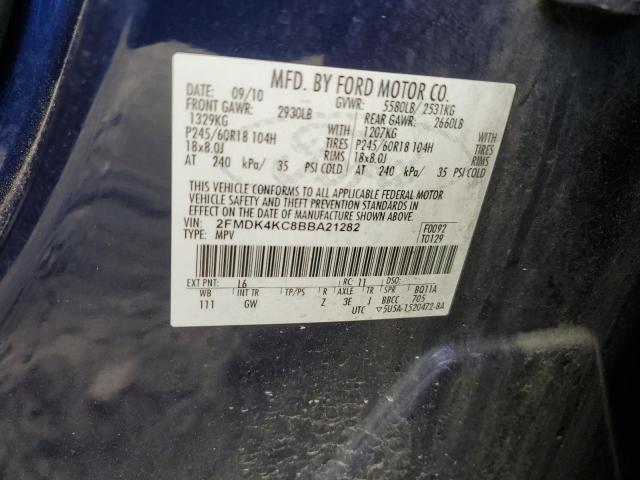 MFD. BY FORD MOTOR CO.
DATE: 09/10 GVWR: 5580LB/ 2531KG
FRONT GAWR: 2930LB REAR GAWR: 2660LB
1329KG 1207KG
P245/60R18 104H TIRES P245/60R18 104H TIRES
18x8.0J RIMS 18x8.0J RIMS
AT 240 kPa/ 35 PSI COLD AT 240 kPa/ 35 PSI COLD
THIS VEHICLE CONFORMS TO ALL APPLICABLE FEDERAL MOTOR
VEHICLE SAFETY AND THEFT PREVENTION STANDARDS IN
EFFECT ON THE DATE OF MANUFACTURE SHOWN ABOVE.
VIN: 2FMDK4KC8BBA21282 F0092
TYPE: MPV T0129
EXT PNT: L6 RC: 11 DSO:
WB INT TR TP/PS R AXLE TR SPR BQ11A
111 GW Z 3E J BBCC 705
UTC ▽5U5A-1520472-BA